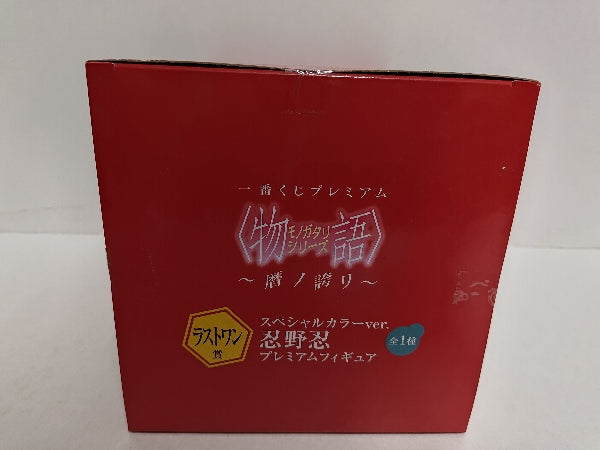 一番くじプレミアム
〈物語〉
モノガタリ
シリーズ
～暦ノ誇リ～
ラストワン
賞
スペシャルカラーver.
忍野忍
プレミアムフィギュア
全1種